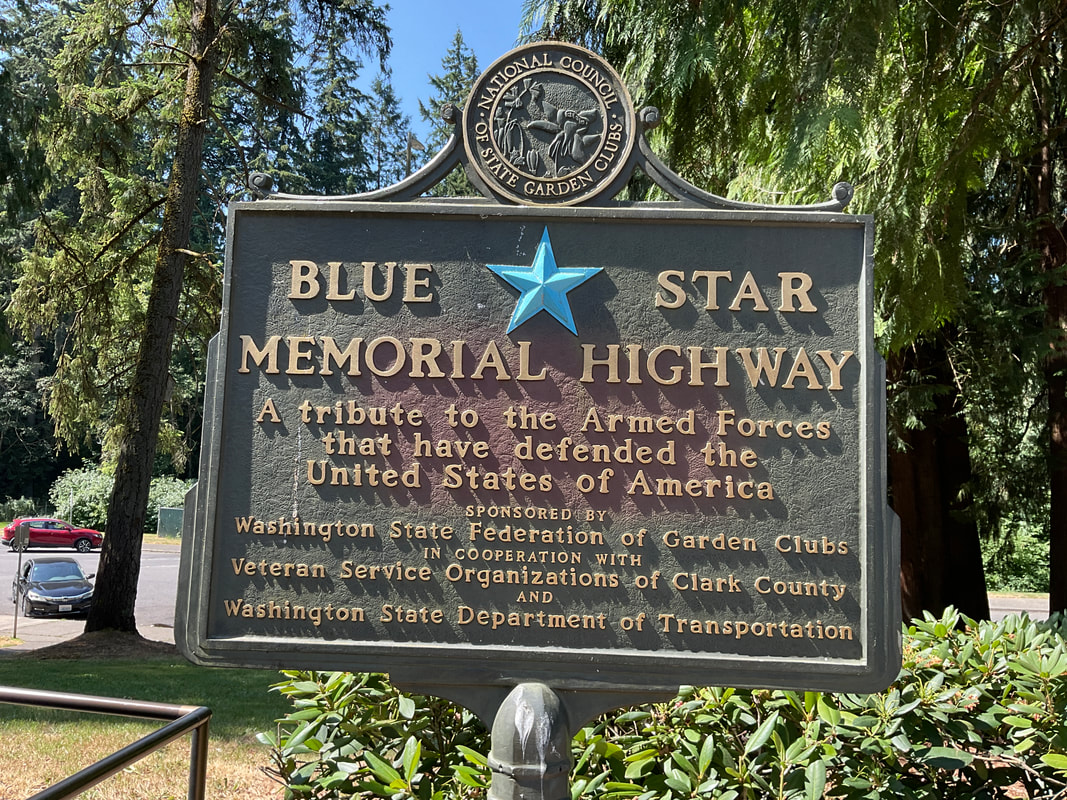 NATIONAL COUNCIL
OF STATE GARDEN CLUBS
BLUE STAR
MEMORIAL HIGHWAY
A tribute to the Armed Forces
that have defended the
United States of America
SPONSORED BY
Washington State Federation of Garden Clubs
IN COOPERATION WITH
Veteran Service Organizations of Clark County
AND
Washington State Department of Transportation